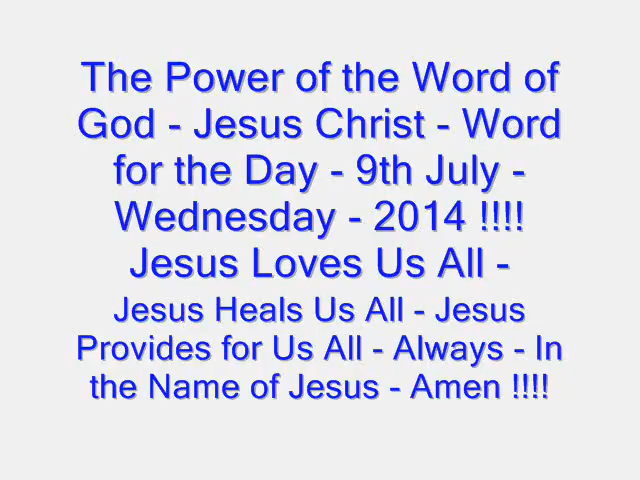 The Power of the Word of
God - Jesus Christ - Word
for the Day - 9th July -
Wednesday - 2014 !!!!
Jesus Loves Us All -
Jesus Heals Us All - Jesus
Provides for Us All - Always - In
the Name of Jesus - Amen !!!!